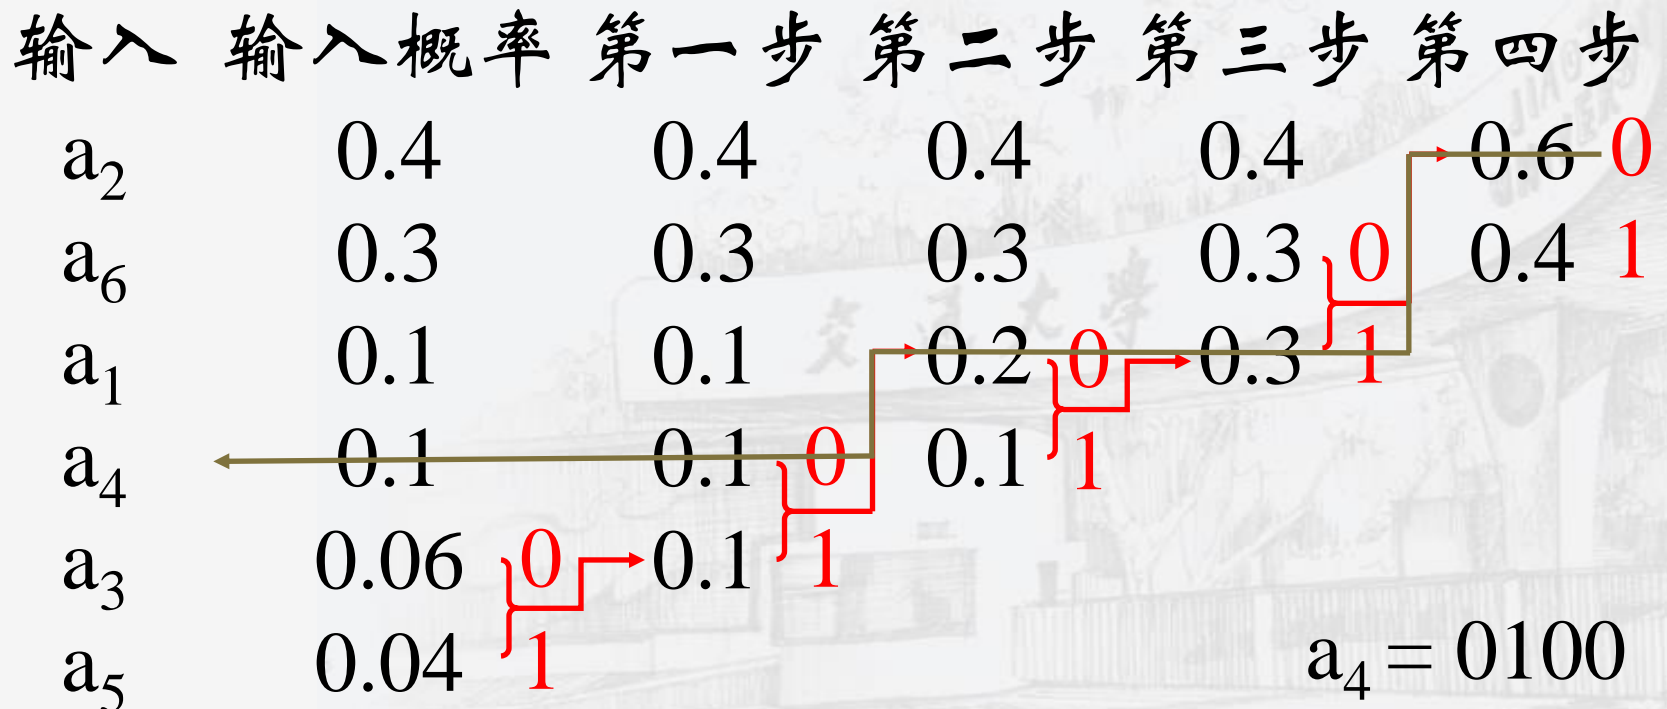 输入 输入概率 第一步 第二步 第三步 第四步
a₂ 0.4 0.4 0.4 0.4 0.6 0
a₆ 0.3 0.3 0.3 0.3 0 0.4 1
a₁ 0.1 0.1 0.2 0 0.3 1
a₄ 0.1 0.1 0 0.1 1
a₃ 0.06 0 0.1 1
a₅ 0.04 1
a₄ = 0100
交通大学